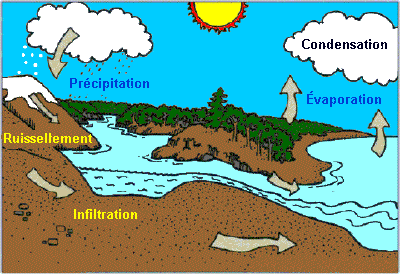 Condensation
Précipitation
Évaporation
Ruissellement
Infiltration